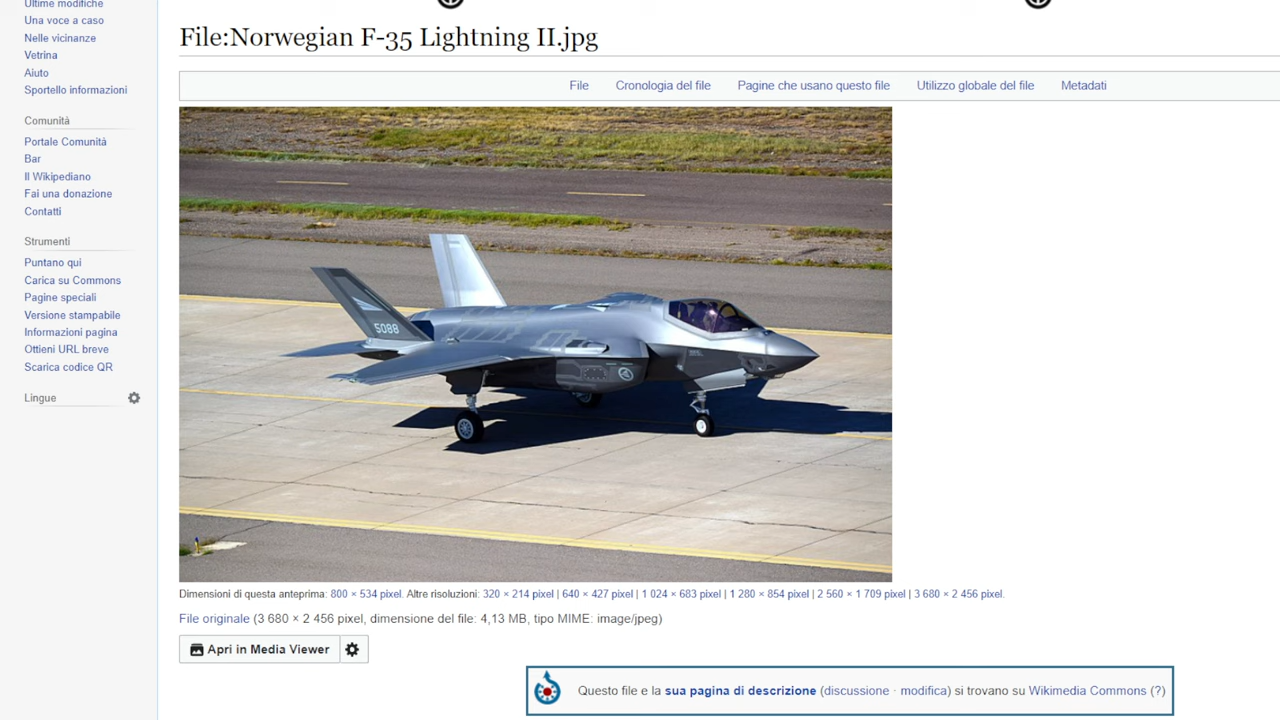 Ultime modifiche
Una voce a caso
Nelle vicinanze
Vetrina
Aiuto
Sportello informazioni
Comunità
Portale Comunità
Bar
Il Wikipediano
Fai una donazione
Contatti
Strumenti
Puntano qui
Carica su Commons
Pagine speciali
Versione stampabile
Informazioni pagina
Ottieni URL breve
Scarica codice QR
Lingue
File:Norwegian F-35 Lightning II.jpg
File Cronologia del file Pagine che usano questo file Utilizzo globale del file Metadati
5088
Dimensioni di questa anteprima: 800 × 534 pixel. Altre risoluzioni: 320 × 214 pixel | 640 × 427 pixel | 1 024 × 683 pixel | 1 280 × 854 pixel | 2 560 × 1 709 pixel | 3 680 × 2 456 pixel.
File originale (3 680 × 2 456 pixel, dimensione del file: 4,13 MB, tipo MIME: image/jpeg)
Apri in Media Viewer
Questo file e la sua pagina di descrizione (discussione · modifica) si trovano su Wikimedia Commons (?)